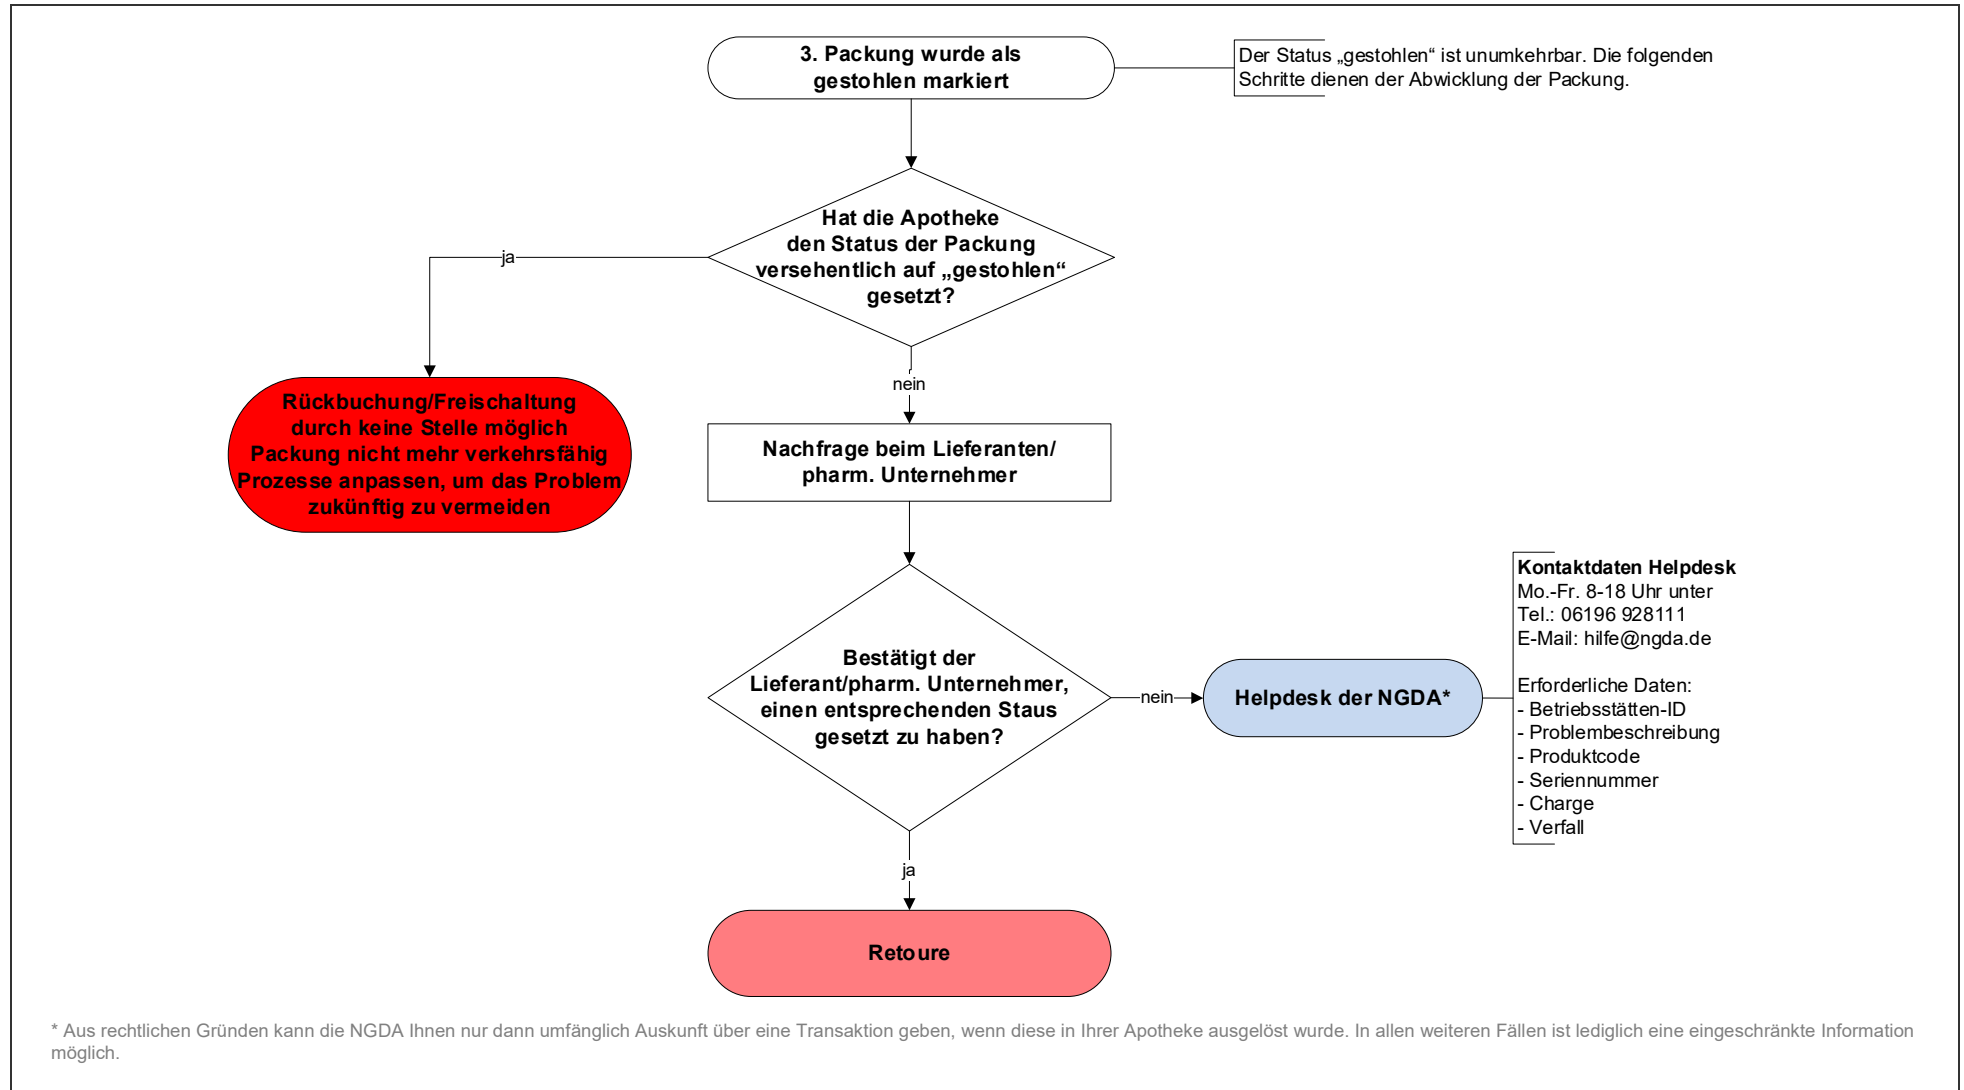 3. Packung wurde als
gestohlen markiert
Der Status „gestohlen“ ist unumkehrbar. Die folgenden
Schritte dienen der Abwicklung der Packung.
Hat die Apotheke
den Status der Packung
versehentlich auf „gestohlen“
gesetzt?
ja
nein
Rückbuchung/Freischaltung
durch keine Stelle möglich
Packung nicht mehr verkehrsfähig
Prozesse anpassen, um das Problem
zukünftig zu vermeiden
Nachfrage beim Lieferanten/
pharm. Unternehmer
Bestätigt der
Lieferant/pharm. Unternehmer,
einen entsprechenden Staus
gesetzt zu haben?
nein
Helpdesk der NGDA*
Kontaktdaten Helpdesk
Mo.-Fr. 8-18 Uhr unter
Tel.: 06196 928111
E-Mail: hilfe@ngda.de
Erforderliche Daten:
- Betriebsstätten-ID
- Problembeschreibung
- Produktcode
- Seriennummer
- Charge
- Verfall
ja
Retoure
* Aus rechtlichen Gründen kann die NGDA Ihnen nur dann umfänglich Auskunft über eine Transaktion geben, wenn diese in Ihrer Apotheke ausgelöst wurde. In allen weiteren Fällen ist lediglich eine eingeschränkte Information
möglich.